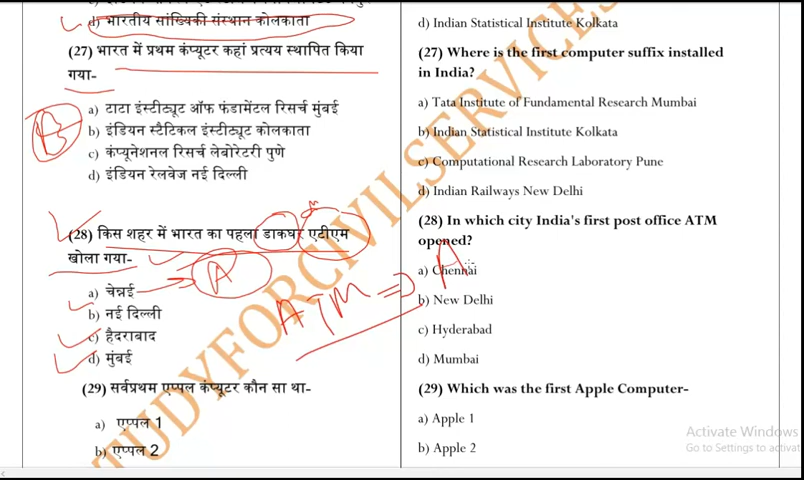 d) भारतीय सांख्यिकी संस्थान कोलकाता
(27) भारत में प्रथम कंप्यूटर कहां प्रत्यय स्थापित किया
गया-
B
a) टाटा इंस्टीट्यूट ऑफ फंडामेंटल रिसर्च मुंबई
b) इंडियन स्टैटिकल इंस्टीट्यूट कोलकाता
c) कंप्यूनेशनल रिसर्च लेबोरेटरी पुणे
d) इंडियन रेलवेज नई दिल्ली
(28) किस शहर में भारत का पहला डाकघर एटीएम
खोला गया-
a) चेन्नई
A
b) नई दिल्ली
c) हैदराबाद
d) मुंबई
ATM => A
(29) सर्वप्रथम एप्पल कंप्यूटर कौन सा था-
a) एप्पल 1
b) एप्पल 2
d) Indian Statistical Institute Kolkata
(27) Where is the first computer suffix installed
in India?
a) Tata Institute of Fundamental Research Mumbai
b) Indian Statistical Institute Kolkata
c) Computational Research Laboratory Pune
d) Indian Railways New Delhi
(28) In which city India's first post office ATM
opened?
a) Chennai
b) New Delhi
c) Hyderabad
d) Mumbai
(29) Which was the first Apple Computer-
a) Apple 1
b) Apple 2
STUDYFORCIVILSERVICES
Activate Windows
Go to Settings to activat